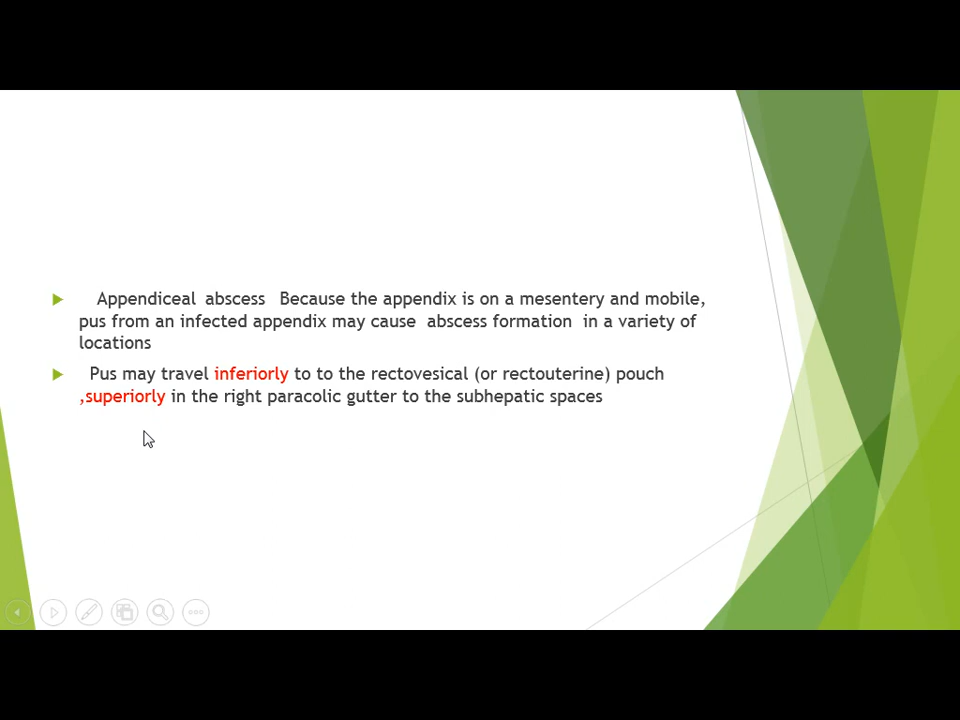 Appendiceal abscess Because the appendix is on a mesentery and mobile,
pus from an infected appendix may cause abscess formation in a variety of
locations
Pus may travel inferiorly to to the rectovesical (or rectouterine) pouch
,superiorly in the right paracolic gutter to the subhepatic spaces